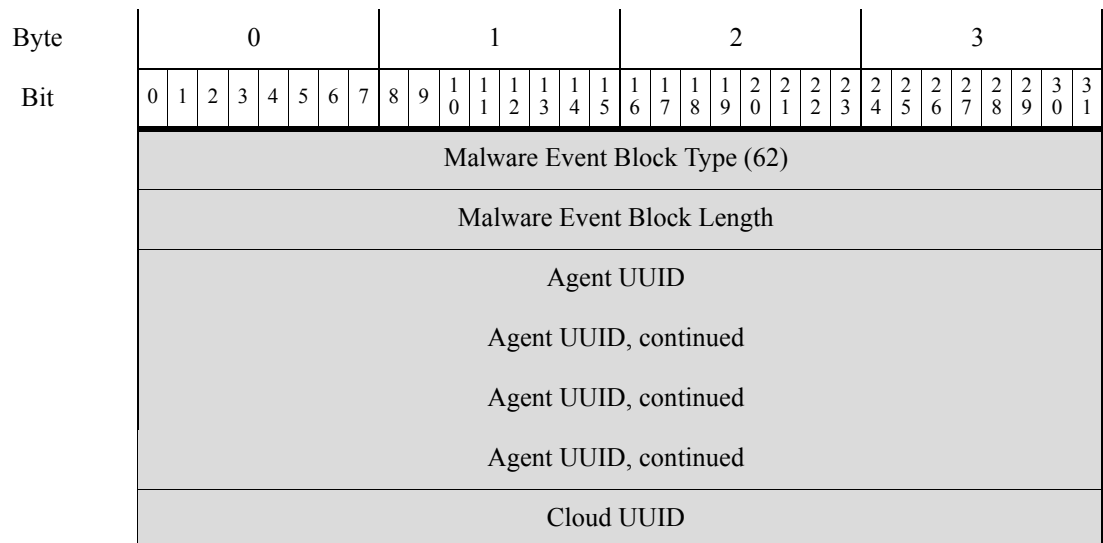 Byte 0 1 2 3
Bit 0 1 2 3 4 5 6 7 8 9 10 11 12 13 14 15 16 17 18 19 20 21 22 23 24 25 26 27 28 29 30 31
Malware Event Block Type (62)
Malware Event Block Length
Agent UUID
Agent UUID, continued
Agent UUID, continued
Agent UUID, continued
Cloud UUID